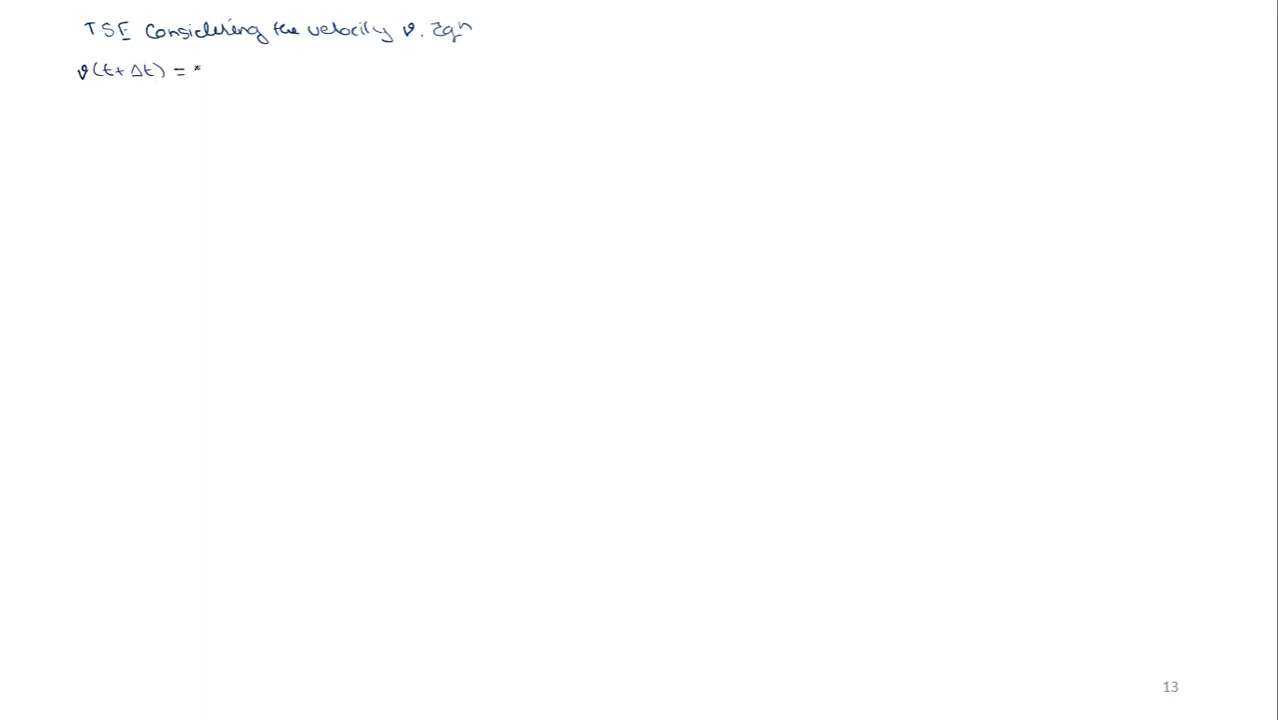 TSE Considering the velocity v. Eqn
v(t+Δt) =
13